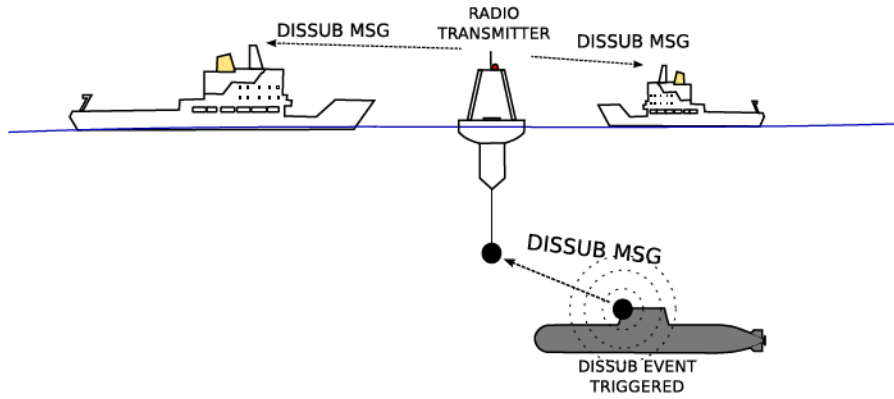 DISSUB MSG
RADIO
TRANSMITTER
DISSUB MSG
DISSUB MSG
DISSUB EVENT
TRIGGERED